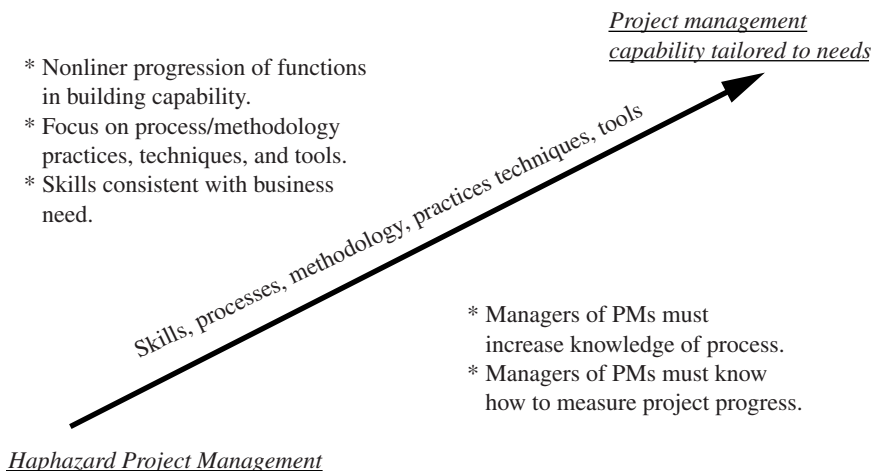 Project management
capability tailored to needs
* Nonliner progression of functions
in building capability.
* Focus on process/methodology
practices, techniques, and tools.
* Skills consistent with business
need.
Skills, processes, methodology, practices techniques, tools
* Managers of PMs must
increase knowledge of process.
* Managers of PMs must know
how to measure project progress.
Haphazard Project Management